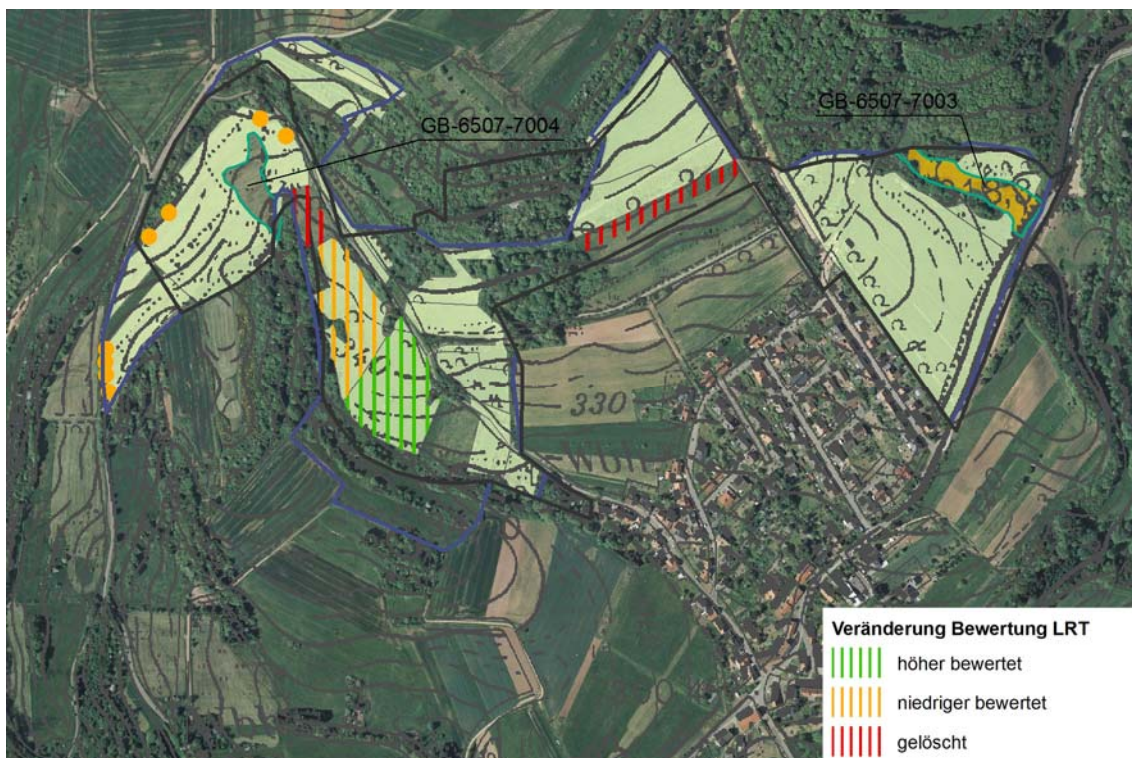 GB-6507-7003
GB-6507-7004
330
Veränderung Bewertung LRT
höher bewertet
niedriger bewertet
gelöscht